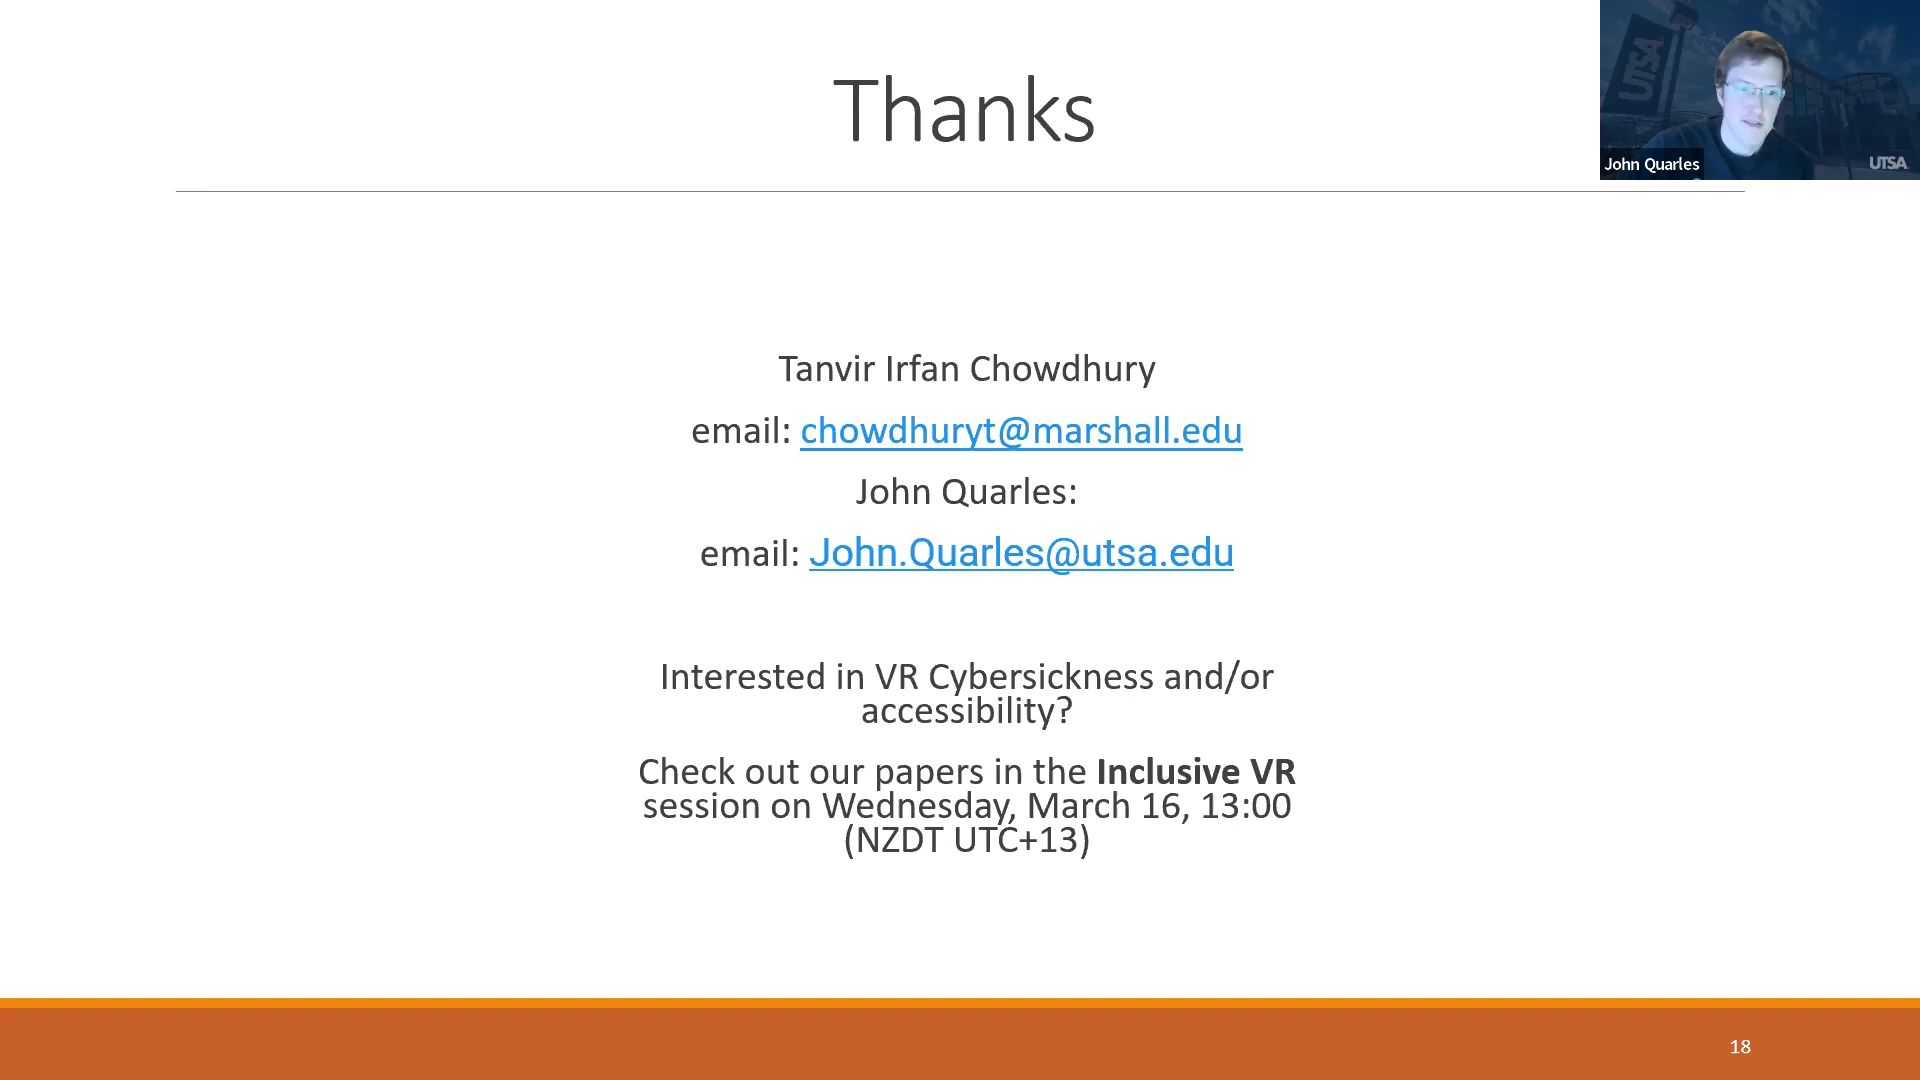 Thanks
UTSA
John Quarles
UTSA
Tanvir Irfan Chowdhury
email: chowdhuryt@marshall.edu
John Quarles:
email: John.Quarles@utsa.edu
Interested in VR Cybersickness and/or
accessibility?
Check out our papers in the Inclusive VR
session on Wednesday, March 16, 13:00
(NZDT UTC+13)
18